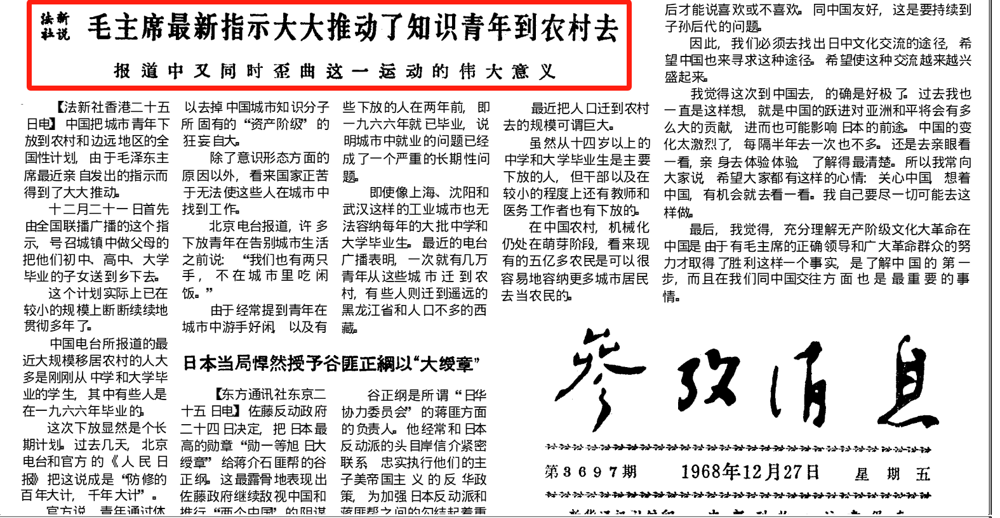 法新社说
毛主席最新指示大大推动了知识青年到农村去
报道中又同时歪曲这一运动的伟大意义
【法新社香港二十五
日电】中国把城市青年下
放到农村和边远地区的全
国性计划，由于毛泽东主
席最近亲自发出的指示而
得到了大大推动。
十二月二十一日首先
由全国联播广播的这个指
示，号召城镇中做父母的
把他们初中、高中、大学
毕业的子女送到乡下去。
这个计划实际上已在
较小的规模上断断续续地
贯彻多年了。
中国电台所报道的最
近大规模移居农村的人大
多是刚刚从中学和大学毕
业的学生，其中有些人是
在一九六六年毕业的。
这次下放显然是个长
期计划。过去几天，北京
电台和官方的《人民日
报》把这说成是“防修的
百年大计，千年大计”。
官方说，青年通过体
以去掉中国城市知识分子
所固有的“资产阶级”的
狂妄自大。
除了意识形态方面的
原因以外，看来国家正苦
于无法使这些人在城市中
找到工作。
北京电台报道，许多
下放青年在告别城市生活
之前说：“我们也有两只
手，不在城市里吃闲
饭。”
由于经常提到青年在
城市中游手好闲，以及有
些下放的人在两年前，即
一九六六年就已毕业，说
明城市中就业的问题已经
成了一个严重的长期性问
题。
即使像上海、沈阳和
武汉这样的工业城市也无
法容纳每年的大批中学和
大学毕业生。最近的电台
广播表明，一次就有几万
青年从这些城市迁到农
村，有些人则迁到遥远的
黑龙江省和人口不多的西
藏。
最近把人口迁到农村
去的规模可谓巨大。
虽然从十四岁以上的
中学和大学毕业生是主要
下放的人，但干部以及在
较小的程度上还有教师和
医务工作者也有下放的。
在中国农村，机械化
仍处在萌芽阶段，看来现
有的五亿多农民是可以很
容易地容纳更多城市居民
去当农民的。
日本当局悍然授予谷匪正綱以“大绶章”
【东方通讯社东京二
十五日电】佐藤反动政府
二十四日决定，把日本最
高的勋章“勋一等旭日大
绶章”给蒋介石匪帮的谷
正纲。这最露骨地表现出
佐藤政府继续敌视中国和
推行“两个中国”的阴谋
谷正纲是所谓“日华
协力委员会”的蒋匪方面
的负责人。他经常和日本
反动派的头目岸信介紧密
联系，忠实执行他们的主
子美帝国主义的反华政
策，为加强日本反动派和
蒋匪帮之间的勾结起着重
后才能说喜欢或不喜欢。同中国友好，这是要持续到
子孙后代的问题。
因此，我们必须去找出日中文化交流的途径，希
望中国也来寻求这种途径。希望使这种交流越来越兴
盛起来。
我觉得这次到中国去，的确是好极了。过去我也
一直是这样想，就是中国的跃进对亚洲和平将会有多
么大的贡献，进而也可能影响日本的前途。中国的变
化太激烈了，每隔半年去一次也不多。还是去亲眼看
一看，亲身去体验体验，了解得最清楚。所以我常向
大家说，希望大家都有这样的心情：关心中国，想着
中国，有机会就去看一看。我自己要尽一切可能去这
样做。
最后，我觉得，充分理解无产阶级文化大革命在
中国是由于有毛主席的正确领导和广大革命群众的努
力才取得了胜利这样一个事实，是了解中国的第一
步，而且在我们同中国交往方面也是最重要的事
情。
参攷消息
第3697期 1968年12月27日 星期五